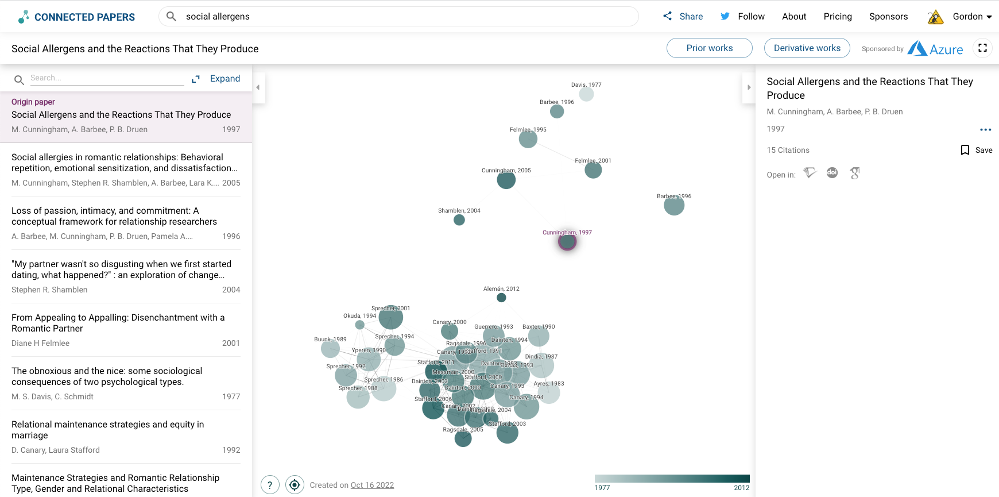 CONNECTED PAPERS
social allergens
Share
Follow
About
Pricing
Sponsors
Gordon
Social Allergens and the Reactions That They Produce
Prior works
Derivative works
Sponsored by
Azure
Search...
Expand
Origin paper
Social Allergens and the Reactions That They Produce
M. Cunningham, A. Barbee, P. B. Druen 1997
Social allergies in romantic relationships: Behavioral
repetition, emotional sensitization, and dissatisfaction...
M. Cunningham, Stephen R. Shamblen, A. Barbee, Lara K.... 2005
Loss of passion, intimacy, and commitment: A
conceptual framework for relationship researchers
A. Barbee, M. Cunningham, P. B. Druen, Pamela A.... 1996
"My partner wasn't so disgusting when we first started
dating, what happened?" : an exploration of change...
Stephen R. Shamblen 2004
From Appealing to Appalling: Disenchantment with a
Romantic Partner
Diane H Felmlee 2001
The obnoxious and the nice: some sociological
consequences of two psychological types.
M. S. Davis, C. Schmidt 1977
Relational maintenance strategies and equity in
marriage
D. Canary, Laura Stafford 1992
Maintenance Strategies and Romantic Relationship
Type, Gender and Relational Characteristics
Davis, 1977
Barbee, 1996
Felmlee, 1995
Felmlee, 2001
Cunningham, 2005
Barbee, 1996
Shamblen, 2004
Cunningham, 1997
Alemán, 2012
Sprecher, 2001
Okuda, 1994
Canary, 2000
Guerrero, 1993
Baxter, 1990
Buunk, 1989
Sprecher, 1994
Yperen, 1990
Ragsdale, 1996
Dainton, 1994
Canary, 1992
Stafford, 1991
Dindia, 1987
Sprecher, 1992
Stafford, 2011
Dainton, 1993
Dindia, 1993
Messman, 2000
Stafford, 2000
Sprecher, 1986
Dainton, 2003
Ayres, 1983
Sprecher, 1988
Dainton, 2000
Canary, 1993
Stafford, 2006
Canary, 1994
Canary, 2002
Dainton,
Ragsdale, 2004
Stafford, 2003
Ragsdale, 2005
?
Created on Oct 16 2022
1977
2012
Social Allergens and the Reactions That They
Produce
M. Cunningham, A. Barbee, P. B. Druen
1997
15 Citations
Save
Open in:
doi